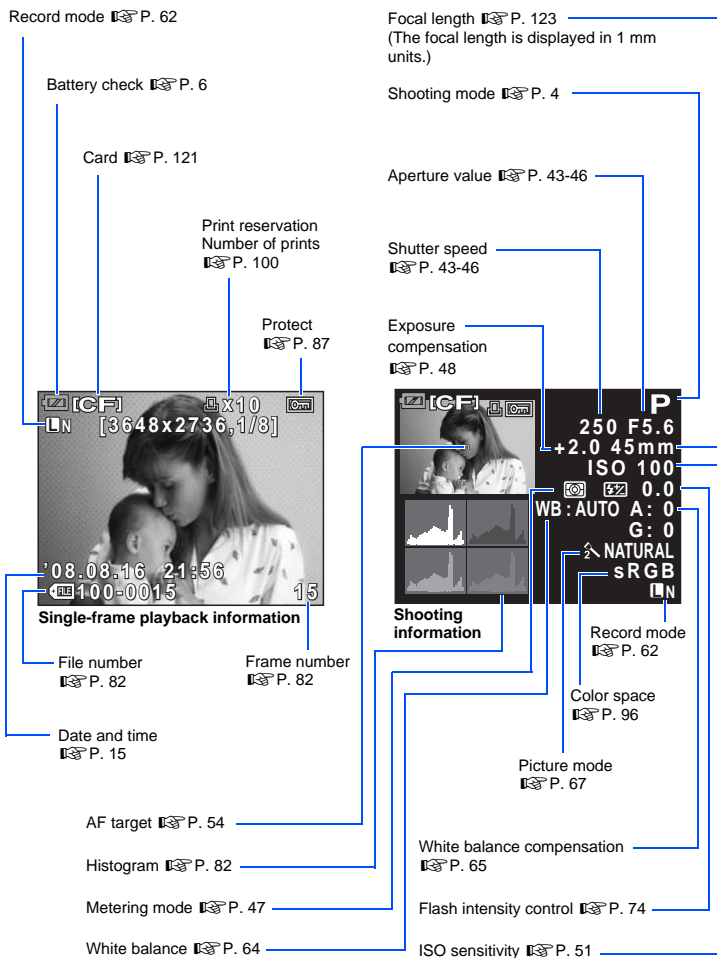 Record mode ☞P. 62
Battery check ☞P. 6
Card ☞P. 121
Print reservation
Number of prints
☞P. 100
Protect
☞P. 87
[CF] x10
LN [3648x2736,1/8]
'08.08.16 21:56
FILE 100-0015 15
Single-frame playback information
File number
☞P. 82
Frame number
☞P. 82
Date and time
☞P. 15
Focal length ☞P. 123
(The focal length is displayed in 1 mm
units.)
Shooting mode ☞P. 4
Aperture value ☞P. 43-46
Shutter speed
☞P. 43-46
Exposure
compensation
☞P. 48
[CF] P
250 F5.6
+2.0 45mm
ISO 100
0.0
WB : AUTO A: 0
G: 0
2 NATURAL
sRGB
LN
Shooting
information
Record mode
☞P. 62
Color space
☞P. 96
Picture mode
☞P. 67
AF target ☞P. 54
Histogram ☞P. 82
Metering mode ☞P. 47
White balance ☞P. 64
White balance compensation
☞P. 65
Flash intensity control ☞P. 74
ISO sensitivity ☞P. 51